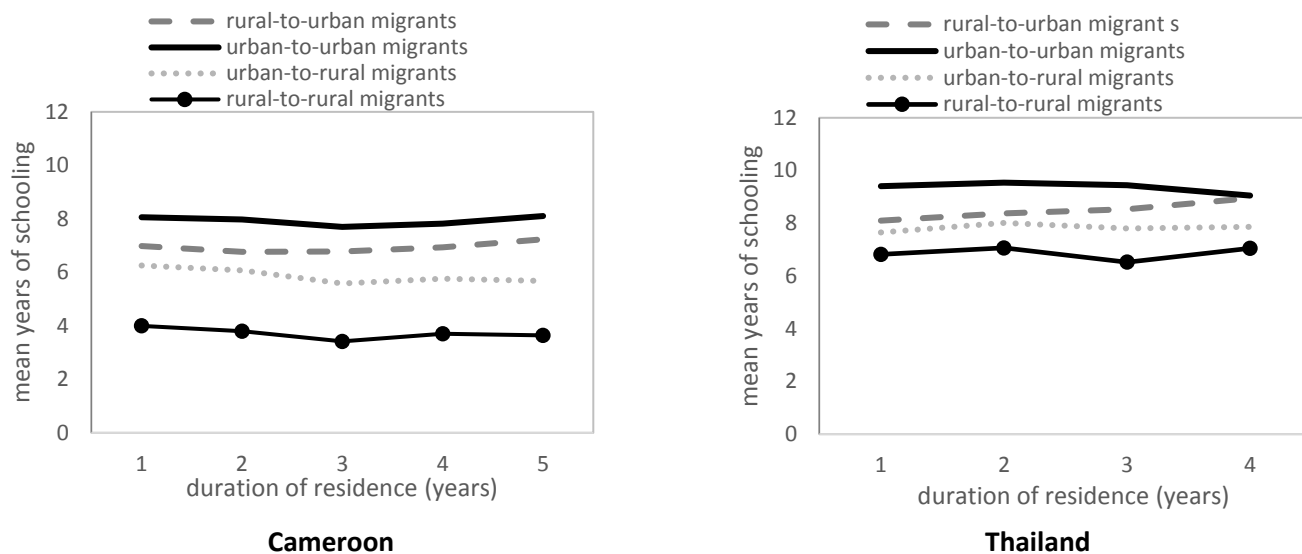 rural-to-urban migrants
urban-to-urban migrants
urban-to-rural migrants
rural-to-rural migrants
12
10
8
6
4
2
0
mean years of schooling
1 2 3 4 5
duration of residence (years)
Cameroon
rural-to-urban migrant s
urban-to-urban migrants
urban-to-rural migrants
rural-to-rural migrants
12
10
8
6
4
2
0
mean years of schooling
1 2 3 4
duration of residence (years)
Thailand